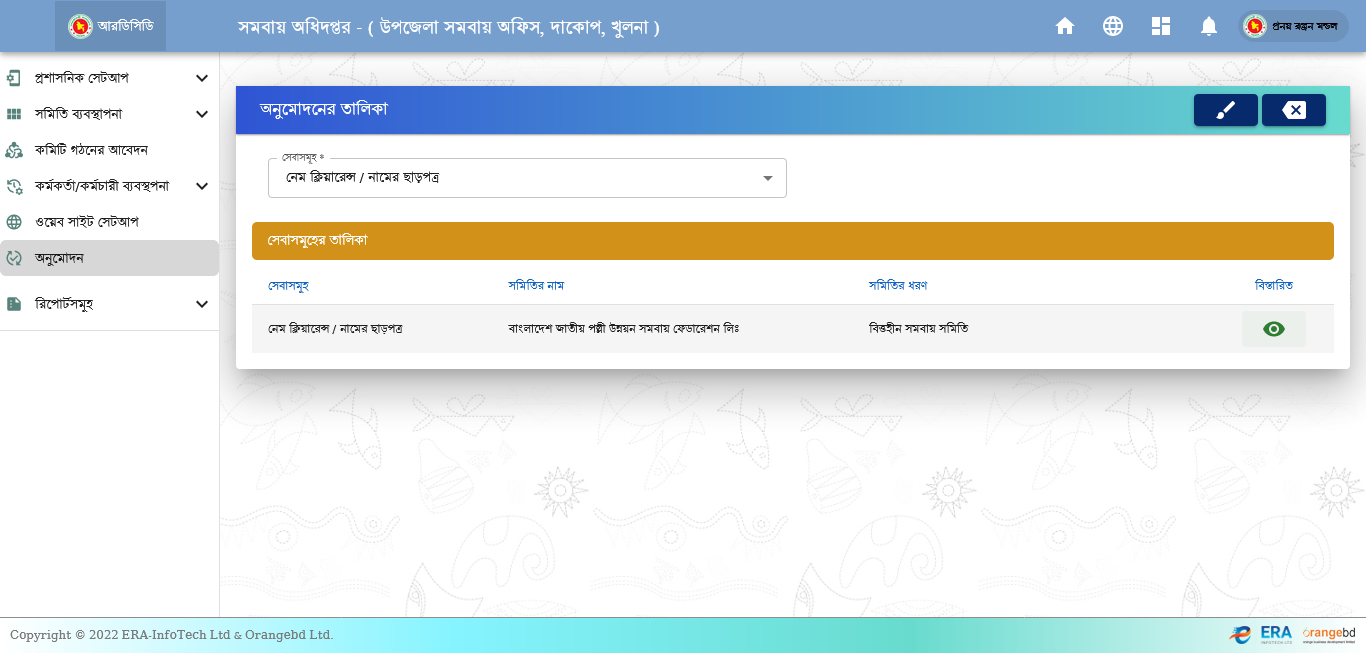 আরডিসিডি
সমবায় অধিদপ্তর - ( উপজেলা সমবায় অফিস, দাকোপ, খুলনা )
প্রনয় রঞ্জন মন্ডল
প্রশাসনিক সেটআপ
সমিতি ব্যবস্থাপনা
কমিটি গঠনের আবেদন
কর্মকর্তা/কর্মচারী ব্যবস্থপনা
ওয়েব সাইট সেটআপ
অনুমোদন
রিপোর্টসমূহ
অনুমোদনের তালিকা
সেবাসমূহ *
নেম ক্লিয়ারেন্স / নামের ছাড়পত্র
সেবাসমূহের তালিকা
সেবাসমূহ সমিতির নাম সমিতির ধরণ বিস্তারিত
নেম ক্লিয়ারেন্স / নামের ছাড়পত্র বাংলাদেশ জাতীয় পল্লী উন্নয়ন সমবায় ফেডারেশন লিঃ বিত্তহীন সমবায় সমিতি
Copyright © 2022 ERA-InfoTech Ltd & Orangebd Ltd.
ERA
INFOTECH LTD
orangebd